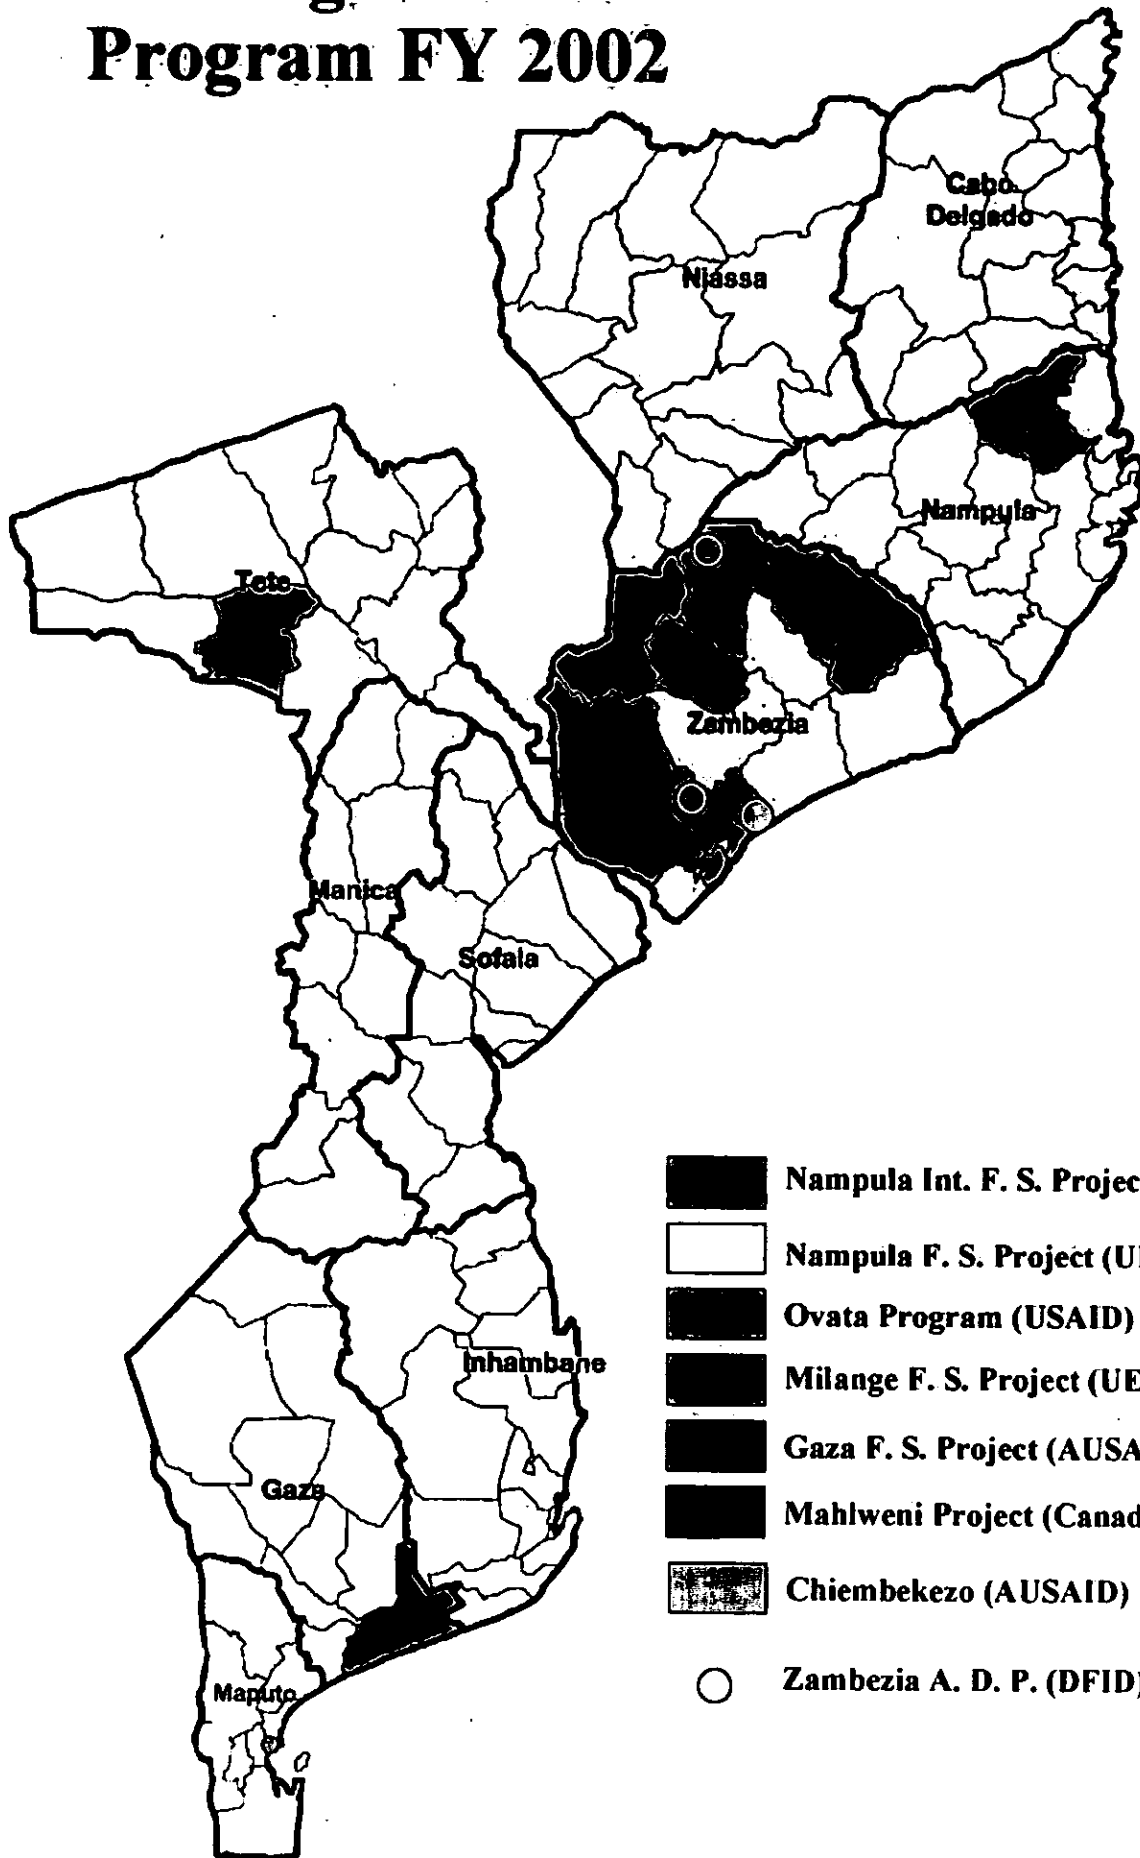 Program FY 2002
Cabo
Delgado
Niassa
Nampula
Tete
Zambezia
Manica
Sofala
Inhambane
Gaza
Maputo
Nampula Int. F. S. Projec
Nampula F. S. Project (U
Ovata Program (USAID)
Milange F. S. Project (UE
Gaza F. S. Project (AUSA
Mahlweni Project (Canad
Chiembekezo (AUSAID)
Zambezia A. D. P. (DFID)